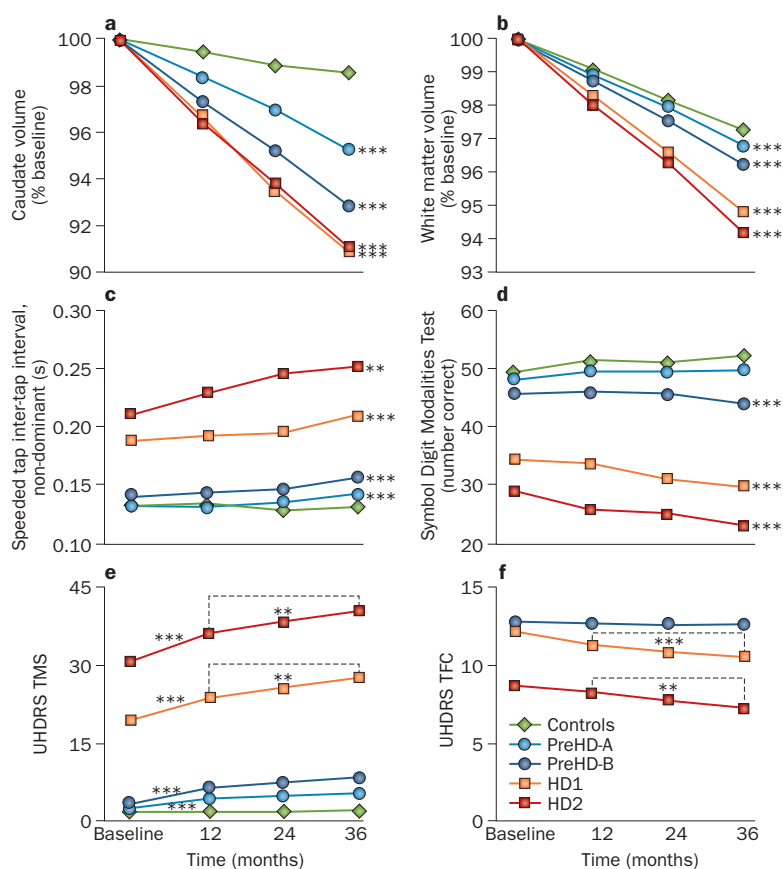 a
100
98
96
94
92
90
Caudate volume
(% baseline)
***
***
***
***
b
100
99
98
97
96
95
94
93
White matter volume
(% baseline)
***
***
***
***
c
0.30
0.25
0.20
0.15
0.10
Speeded tap inter-tap interval,
non-dominant (s)
**
***
***
***
d
60
50
40
30
20
Symbol Digit Modalities Test
(number correct)
***
***
***
e
45
30
15
0
UHDRS TMS
***
**
***
**
***
***
Baseline 12 24 36
Time (months)
f
15
10
5
0
UHDRS TFC
***
**
Controls
PreHD-A
PreHD-B
HD1
HD2
Baseline 12 24 36
Time (months)